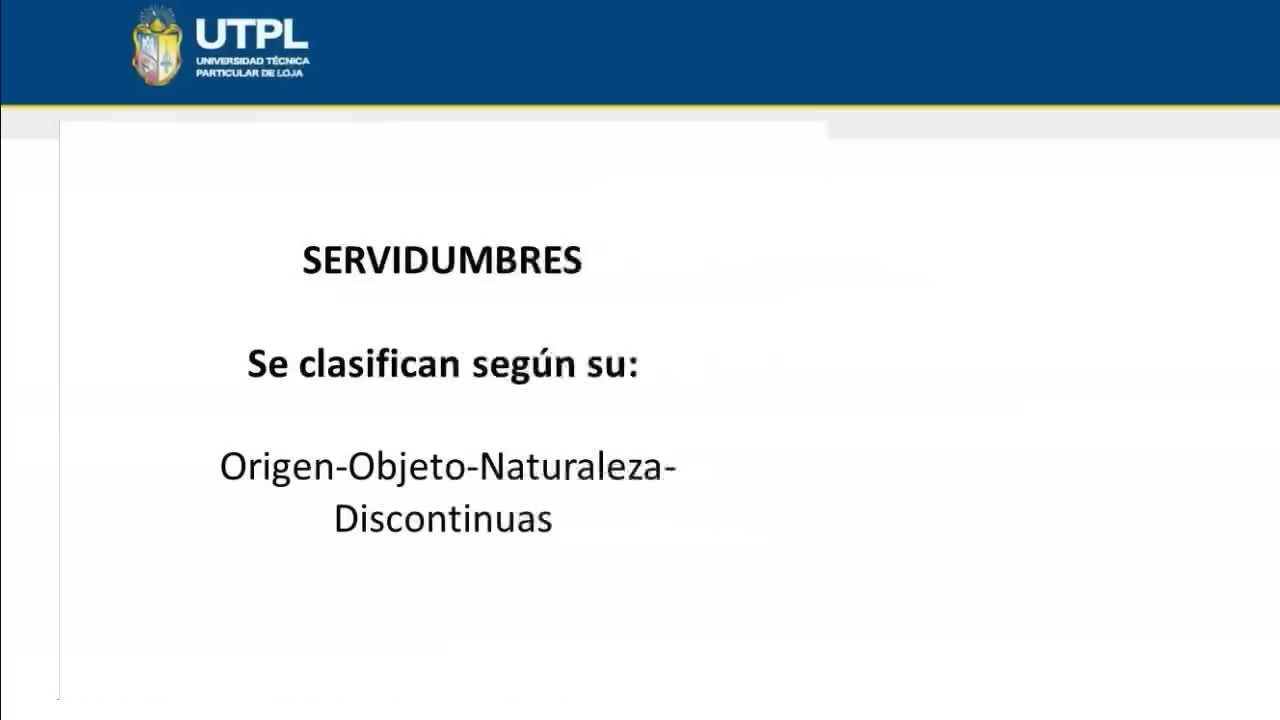 UTPL
UNIVERSIDAD TÉCNICA
PARTICULAR DE LOJA
SERVIDUMBRES
Se clasifican según su:
Origen-Objeto-Naturaleza-
Discontinuas